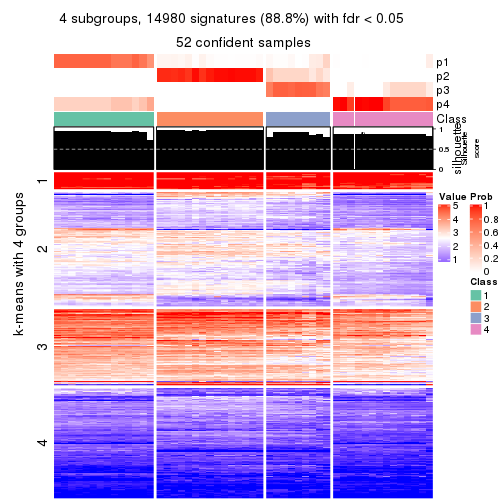 4 subgroups, 14980 signatures (88.8%) with fdr < 0.05
52 confident samples
p1
p2
p3
p4
Class
1
0.5
0
silhouette
Silhouette
score
k-means with 4 groups
1
2
3
4
Value
5
4
3
2
1
Prob
1
0.8
0.6
0.4
0.2
0
Class
1
2
3
4